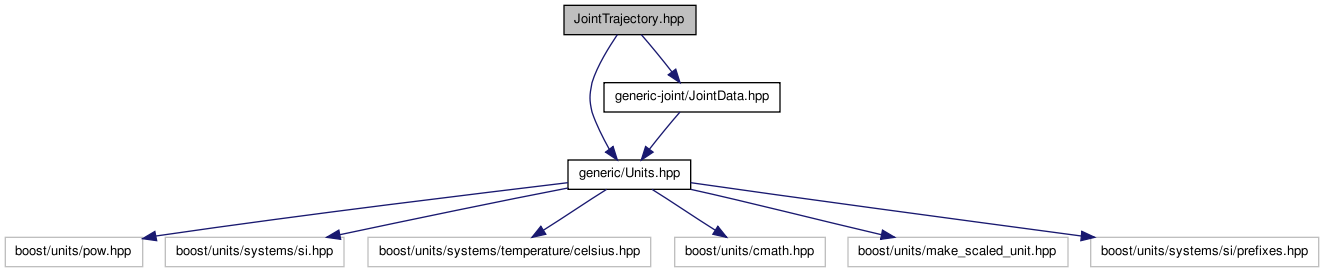 JointTrajectory.hpp
generic-joint/JointData.hpp
generic/Units.hpp
boost/units/pow.hpp
boost/units/systems/si.hpp
boost/units/systems/temperature/celsius.hpp
boost/units/cmath.hpp
boost/units/make_scaled_unit.hpp
boost/units/systems/si/prefixes.hpp